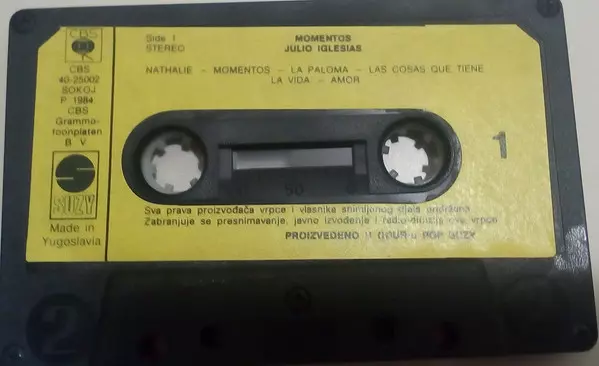 CBS
CBS
40-25002
SOKOJ
P 1984
CBS
Grammo-
foonplaten
B V
SUZY
Made in
Yugoslavia
Side 1
STEREO
MOMENTOS
JULIO IGLESIAS
NATHALIE – MOMENTOS – LA PALOMA – LAS COSAS QUE TIENE
LA VIDA – AMOR
1
50
Sva prava proizvođača vrpce i vlasnika snimljenog djela pridržana
Zabranjuje se presnimavanje, javno izvođenje i radio-difuzija ove vrpce
PROIZVEDENO U OOUR-u POP SUZY
2